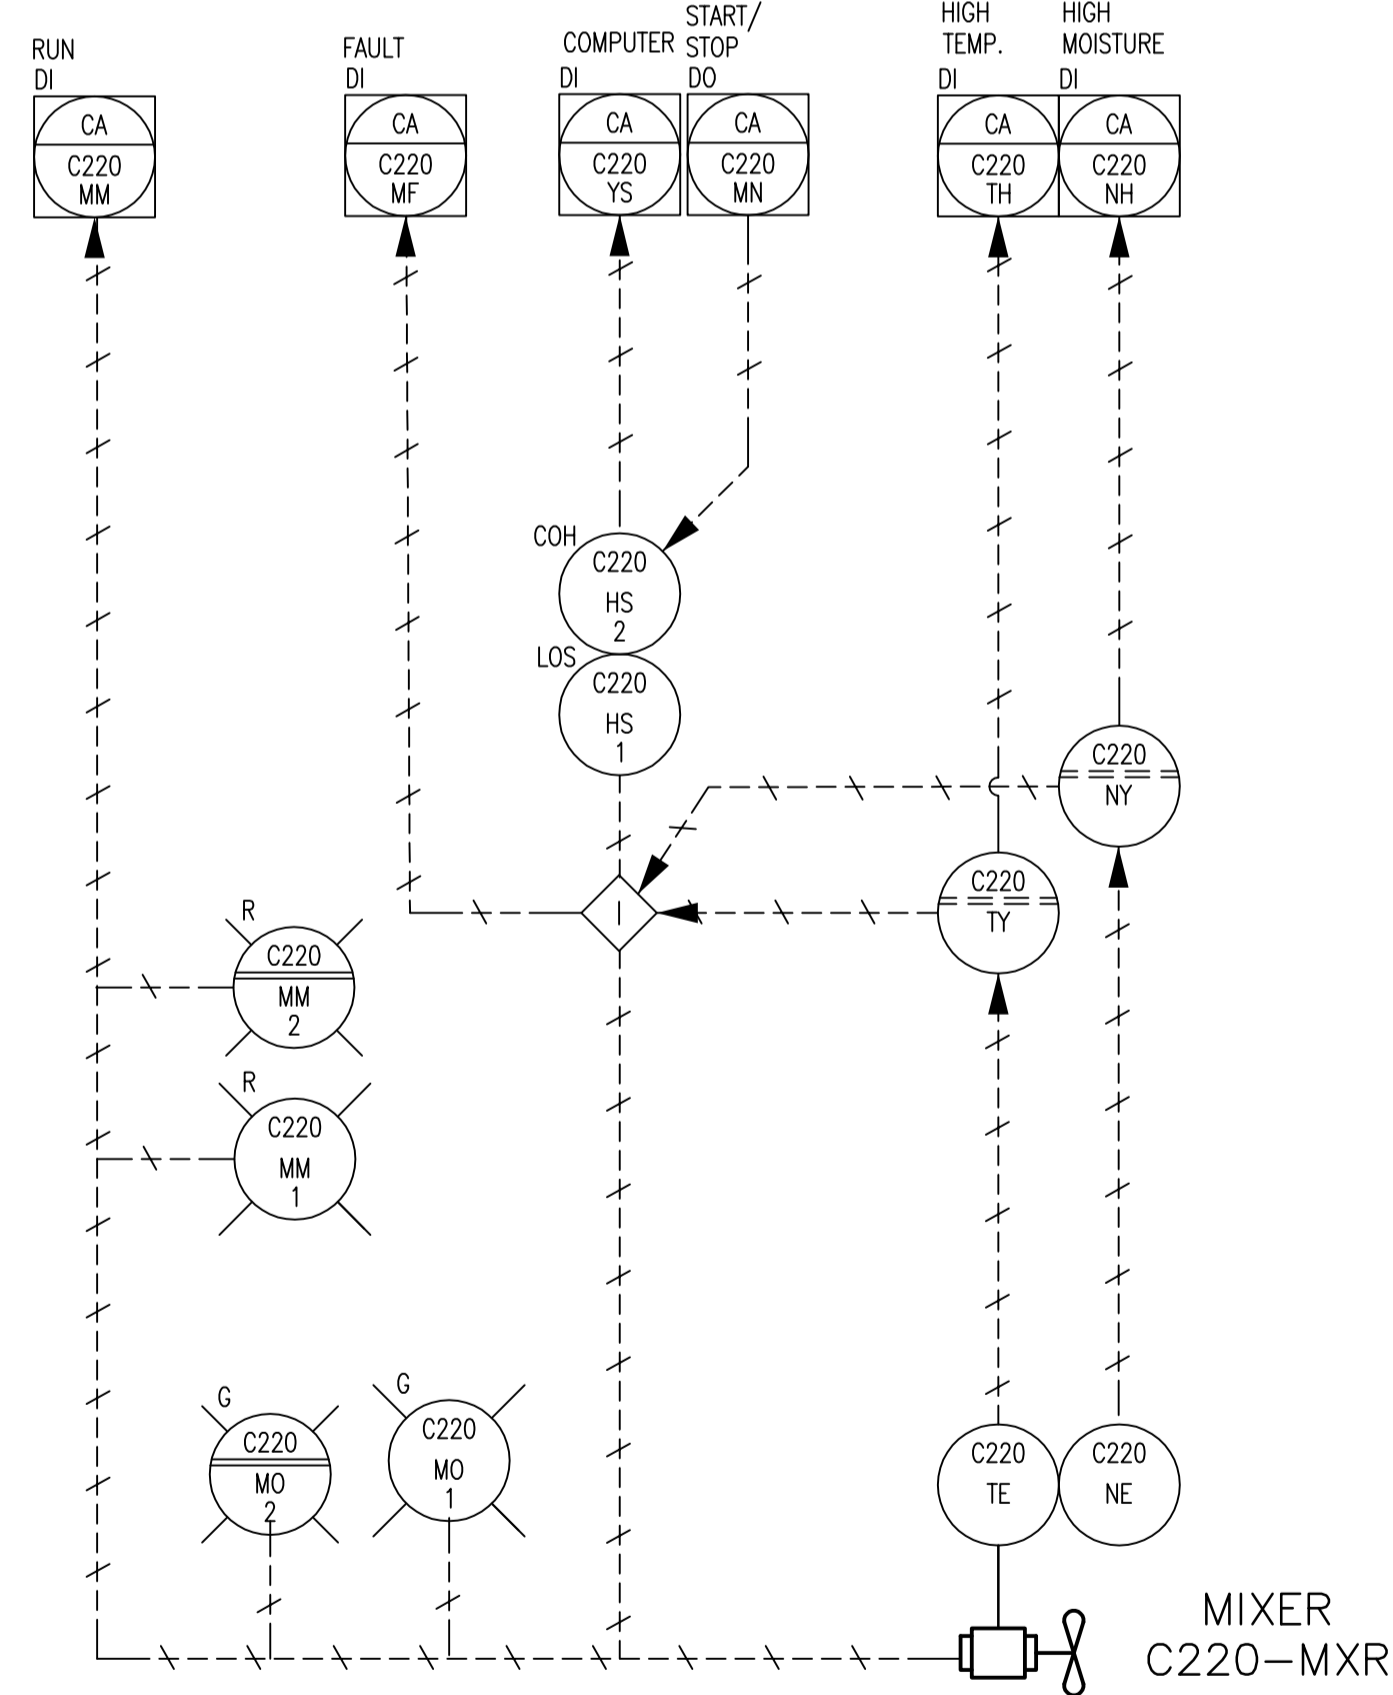 RUN
DI
CA
C220
MM
FAULT
DI
CA
C220
MF
COMPUTER
DI
CA
C220
YS
START/
STOP
DO
CA
C220
MN
HIGH
TEMP.
DI
CA
C220
TH
HIGH
MOISTURE
DI
CA
C220
NH
COH
C220
HS
2
LOS
C220
HS
1
C220
NY
I
C220
TY
R
C220
MM
2
R
C220
MM
1
G
C220
MO
2
G
C220
MO
1
C220
TE
C220
NE
MIXER
C220-MXR